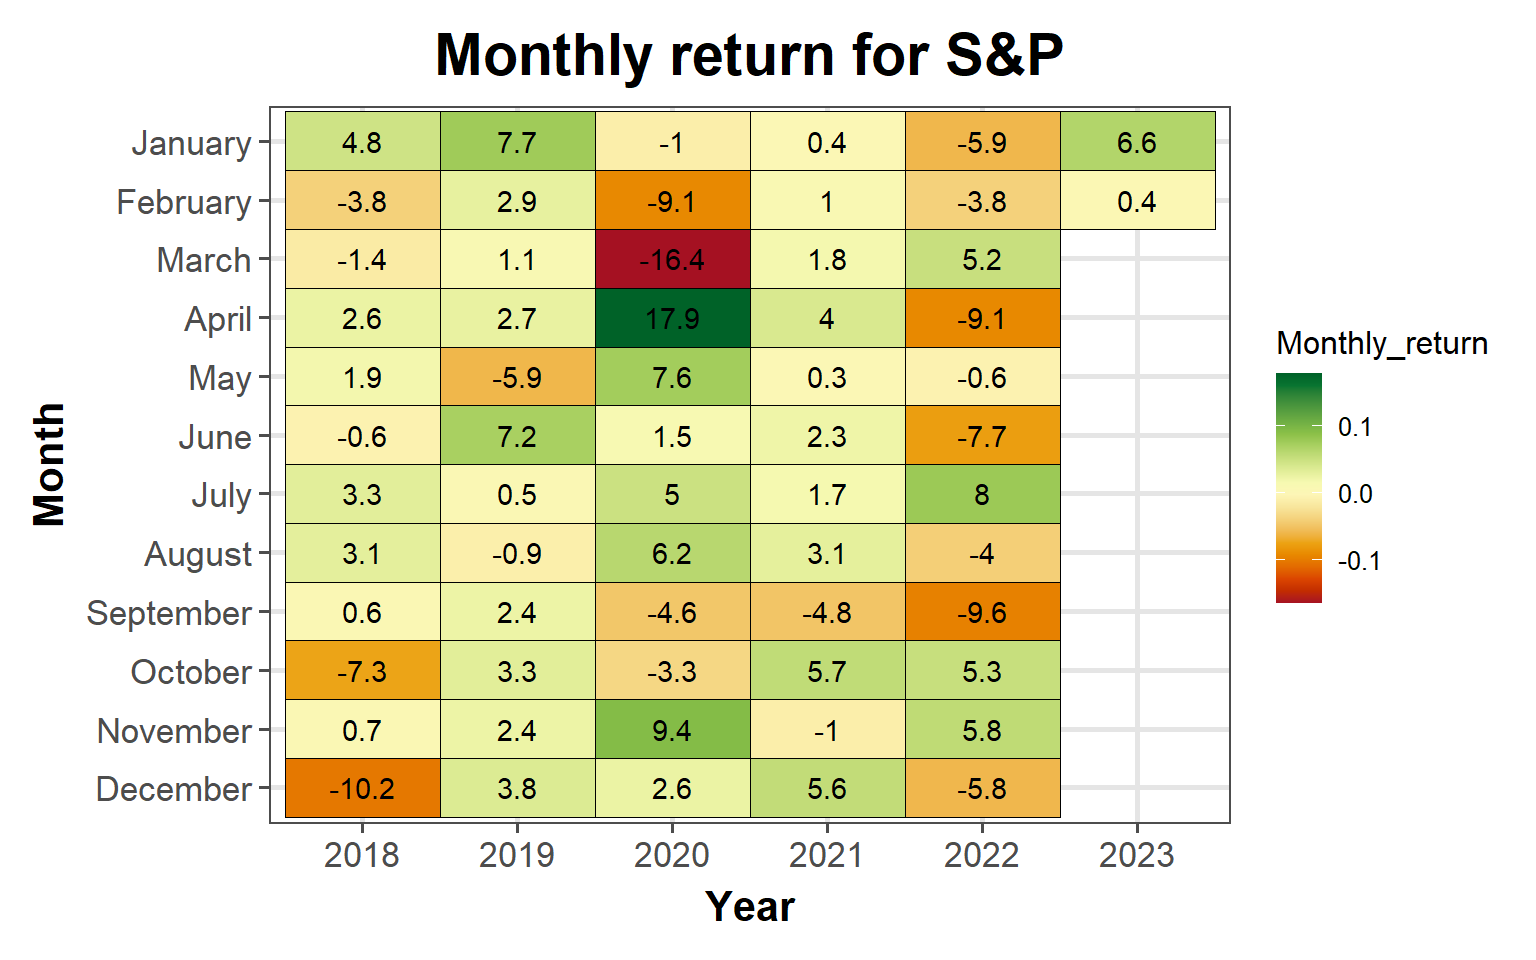 Monthly return for S&P
January 4.8 7.7 -1 0.4 -5.9 6.6
February -3.8 2.9 -9.1 1 -3.8 0.4
March -1.4 1.1 -16.4 1.8 5.2
April 2.6 2.7 17.9 4 -9.1
May 1.9 -5.9 7.6 0.3 -0.6
June -0.6 7.2 1.5 2.3 -7.7
July 3.3 0.5 5 1.7 8
August 3.1 -0.9 6.2 3.1 -4
September 0.6 2.4 -4.6 -4.8 -9.6
October -7.3 3.3 -3.3 5.7 5.3
November 0.7 2.4 9.4 -1 5.8
December -10.2 3.8 2.6 5.6 -5.8
2018 2019 2020 2021 2022 2023
Year
Month
Monthly_return
0.1
0.0
-0.1